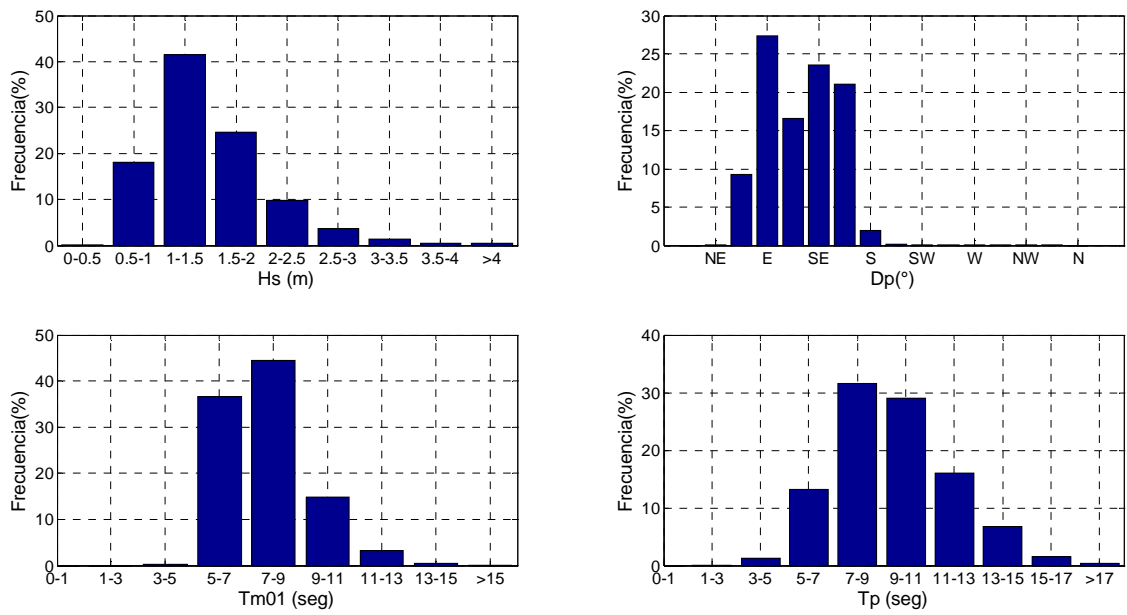 Frecuencia(%)
50
40
30
20
10
0
0-0.5 0.5-1 1-1.5 1.5-2 2-2.5 2.5-3 3-3.5 3.5-4 >4
Hs (m)
Frecuencia(%)
30
25
20
15
10
5
0
NE E SE S SW W NW N
Dp(°)
Frecuencia(%)
50
40
30
20
10
0
0-1 1-3 3-5 5-7 7-9 9-11 11-13 13-15 >15
Tm01 (seg)
Frecuencia(%)
40
30
20
10
0
0-1 1-3 3-5 5-7 7-9 9-11 11-13 13-15 15-17 >17
Tp (seg)